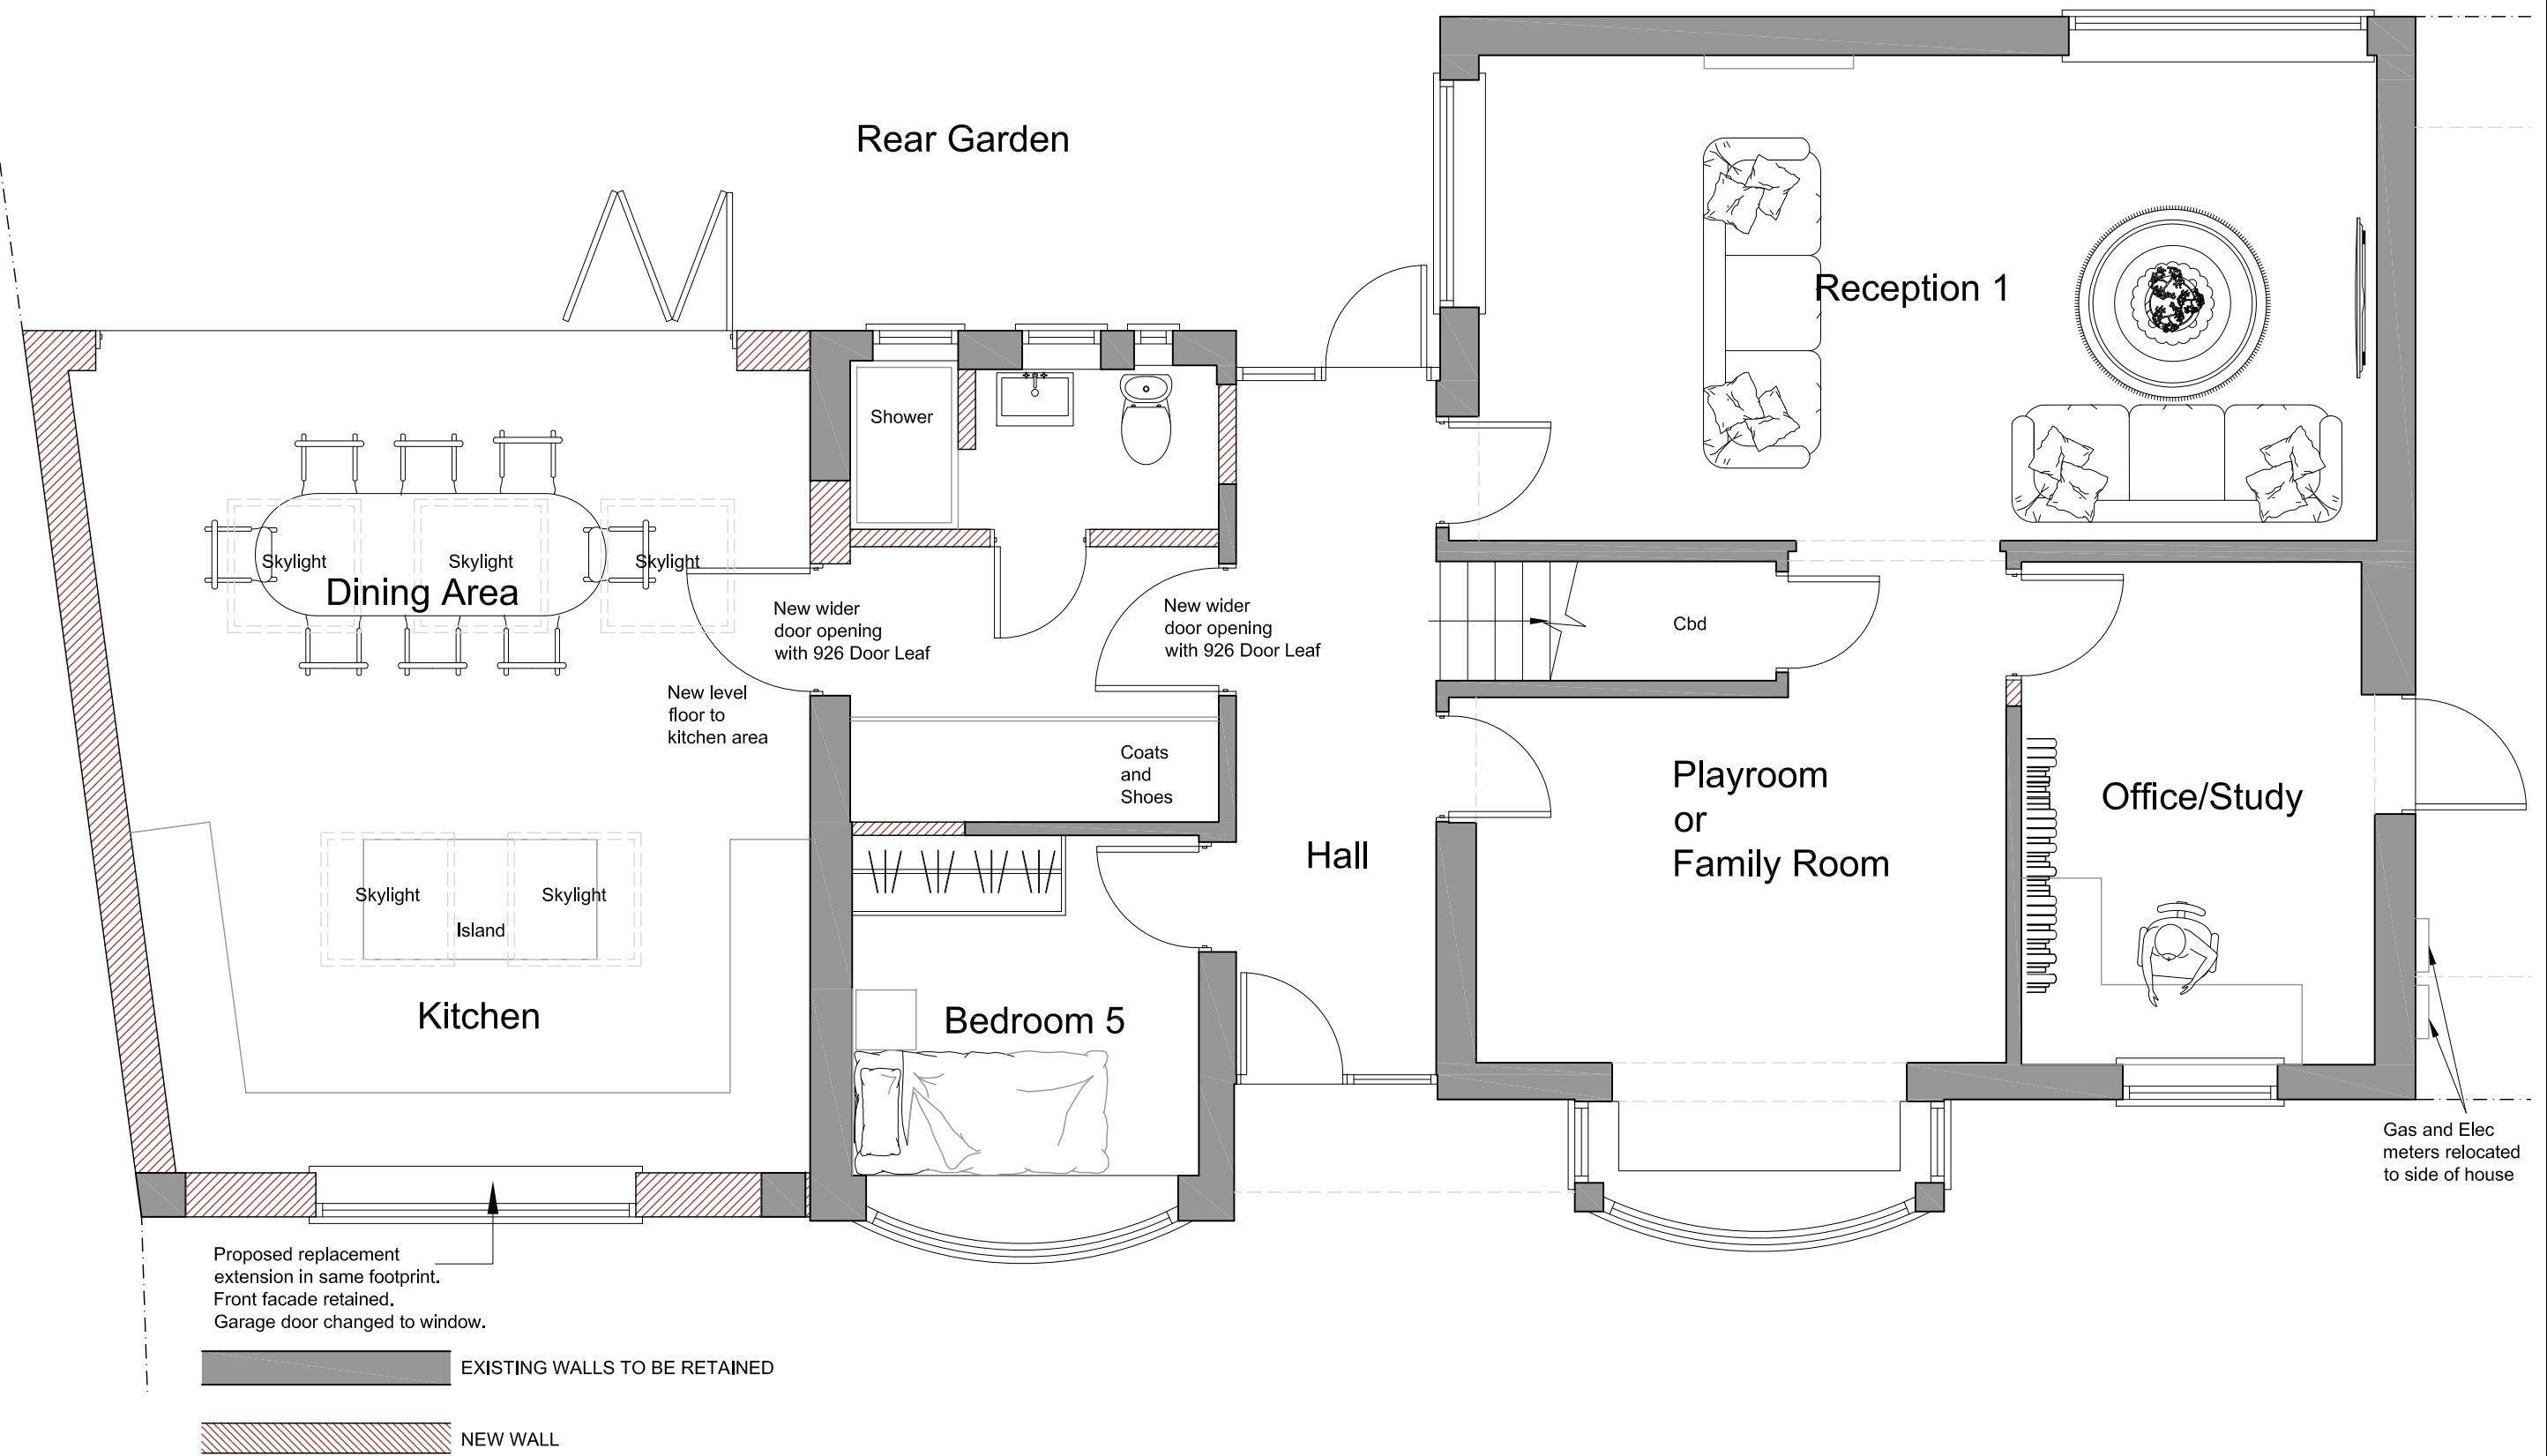 Rear Garden
Reception 1
Shower
Skylight
Skylight
Skylight
Dining Area
New wider
door opening
with 926 Door Leaf
New wider
door opening
with 926 Door Leaf
Cbd
New level
floor to
kitchen area
Coats
and
Shoes
Playroom
or
Family Room
Office/Study
Hall
Skylight
Skylight
Island
Kitchen
Bedroom 5
Gas and Elec
meters relocated
to side of house
Proposed replacement
extension in same footprint.
Front facade retained.
Garage door changed to window.
EXISTING WALLS TO BE RETAINED
NEW WALL